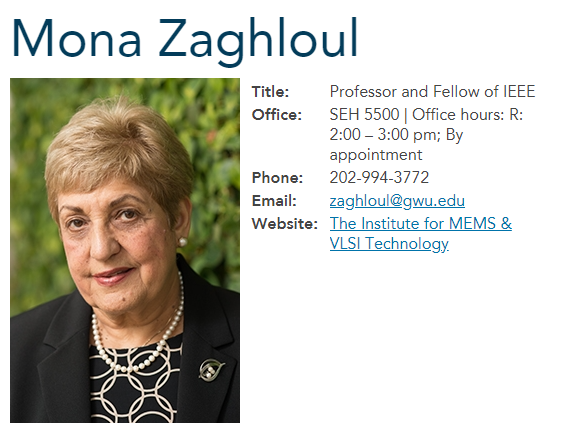 Mona Zaghloul
Title: Professor and Fellow of IEEE
Office: SEH 5500 | Office hours: R:
2:00 – 3:00 pm; By
appointment
Phone: 202-994-3772
Email: zaghloul@gwu.edu
Website: The Institute for MEMS &
VLSI Technology